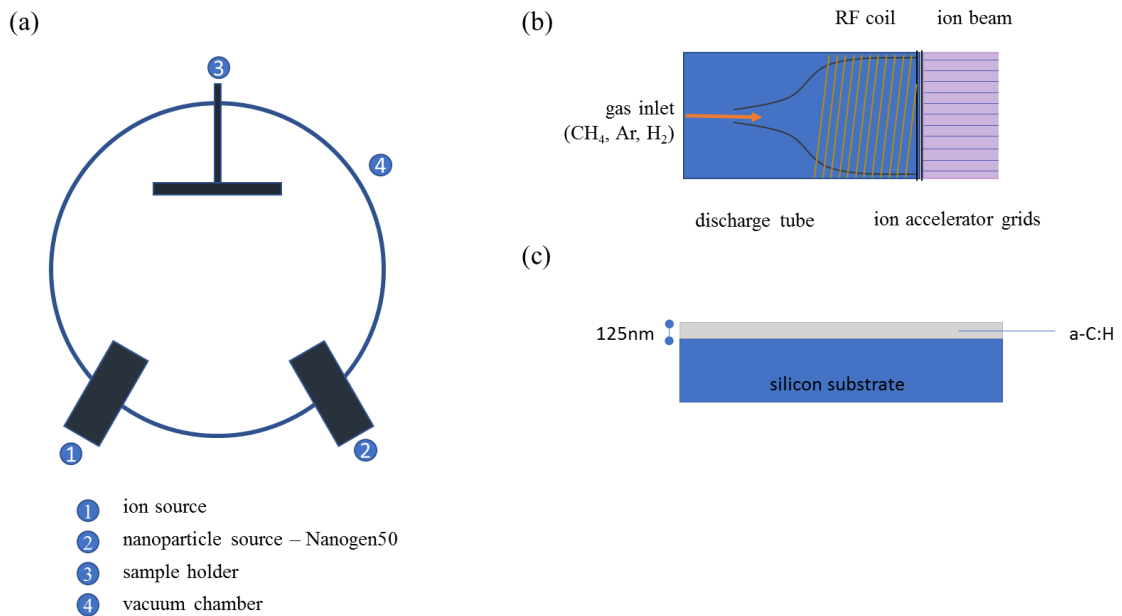 (a)
3
4
1
2
1 ion source
2 nanoparticle source – Nanogen50
3 sample holder
4 vacuum chamber
(b)
RF coil ion beam
gas inlet
(CH₄, Ar, H₂)
discharge tube ion accelerator grids
(c)
125nm
a-C:H
silicon substrate